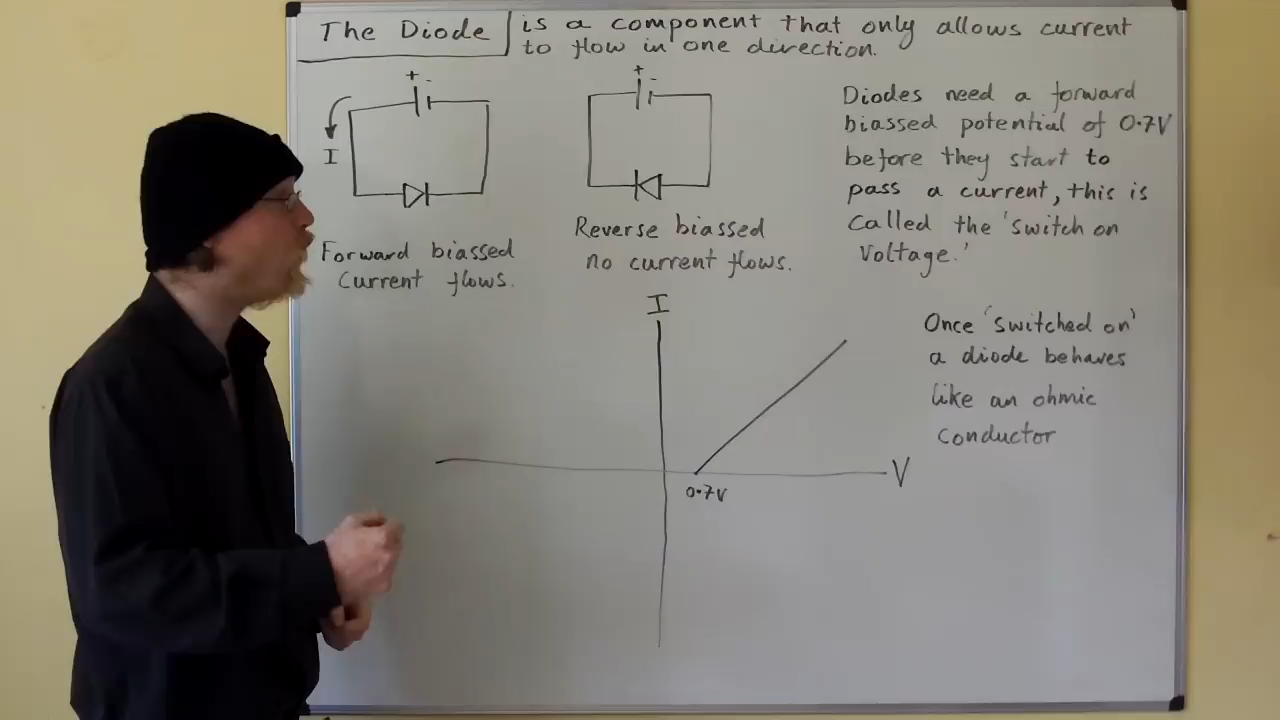 The Diode is a component that only allows current
to flow in one direction.
+ -
I
Forward biassed
Current flows.
+ -
Reverse biassed
no current flows.
Diodes need a forward
biassed potential of 0.7V
before they start to
pass a current, this is
Called the 'switch on
Voltage.'
I
V
0.7V
Once 'switched on'
a diode behaves
like an ohmic
conductor